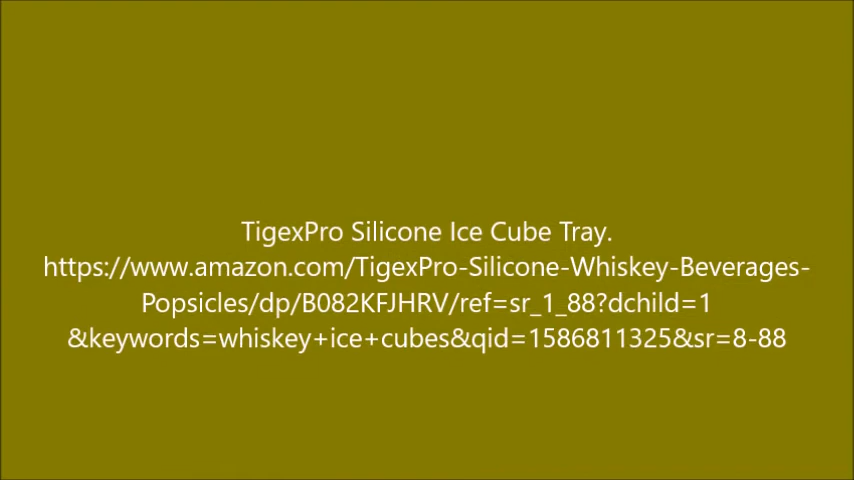 TigexPro Silicone Ice Cube Tray.
https://www.amazon.com/TigexPro-Silicone-Whiskey-Beverages-
Popsicles/dp/B082KFJHRV/ref=sr_1_88?dchild=1
&keywords=whiskey+ice+cubes&qid=1586811325&sr=8-88